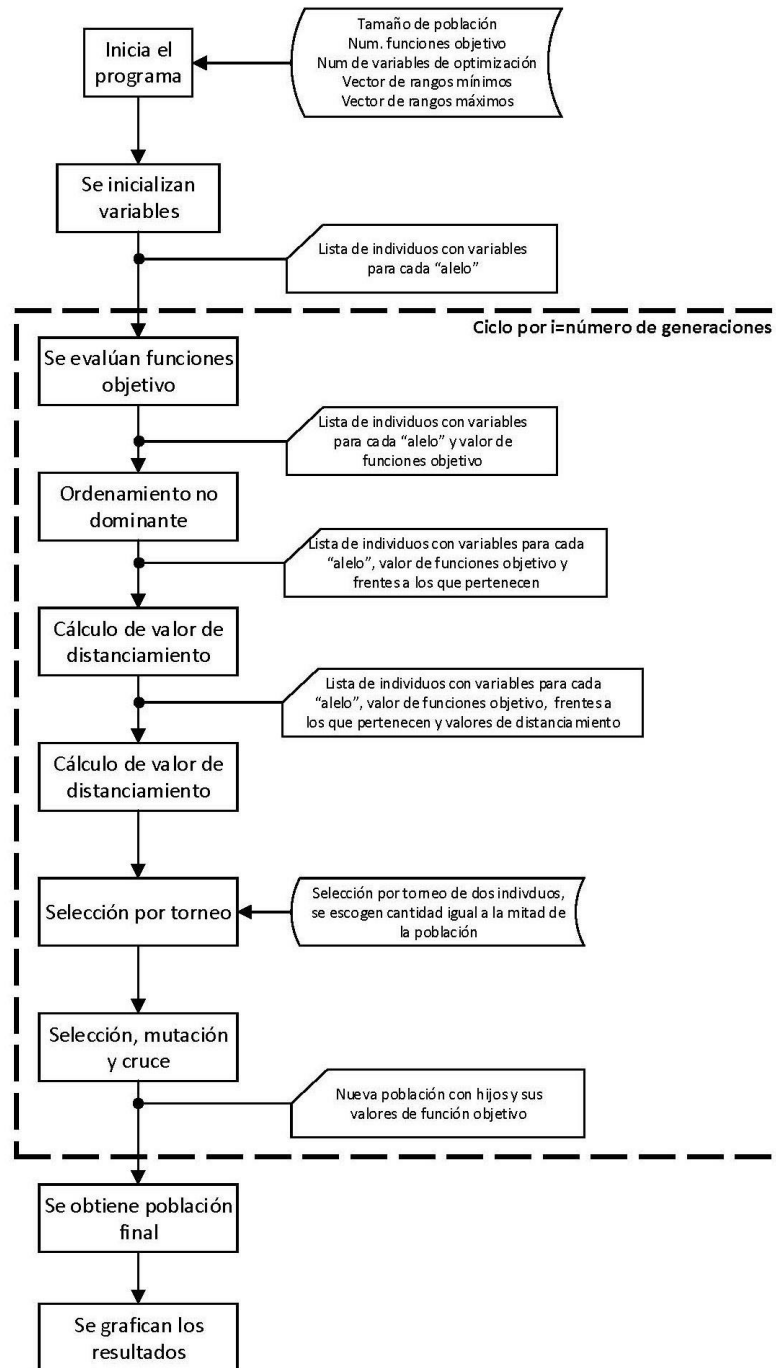 Tamaño de población
Num. funciones objetivo
Num de variables de optimización
Vector de rangos mínimos
Vector de rangos máximos
Inicia el
programa
Se inicializan
variables
Lista de individuos con variables
para cada “alelo”
Ciclo por i=número de generaciones
Se evalúan funciones
objetivo
Lista de individuos con variables
para cada “alelo” y valor de
funciones objetivo
Ordenamiento no
dominante
Lista de individuos con variables para cada
“alelo”, valor de funciones objetivo y
frentes a los que pertenecen
Cálculo de valor de
distanciamiento
Lista de individuos con variables para cada
“alelo”, valor de funciones objetivo, frentes a
los que pertenecen y valores de distanciamiento
Cálculo de valor de
distanciamiento
Selección por torneo
Selección por torneo de dos indivduos,
se escogen cantidad igual a la mitad de
la población
Selección, mutación
y cruce
Nueva población con hijos y sus
valores de función objetivo
Se obtiene población
final
Se grafican los
resultados